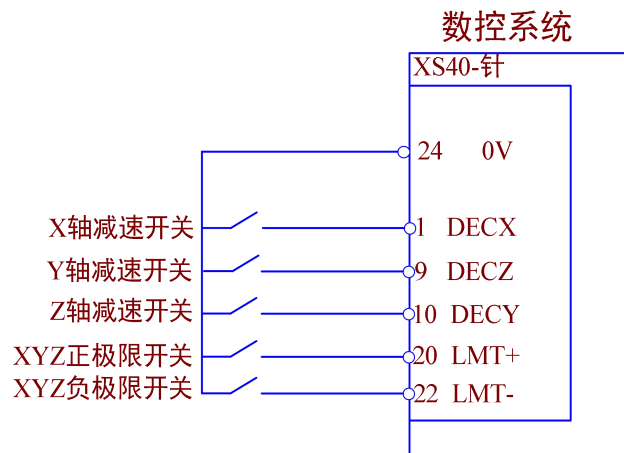 数控系统
XS40-针
24 0V
X轴减速开关 1 DECX
Y轴减速开关 9 DECZ
Z轴减速开关 10 DECY
XYZ正极限开关 20 LMT+
XYZ负极限开关 22 LMT-